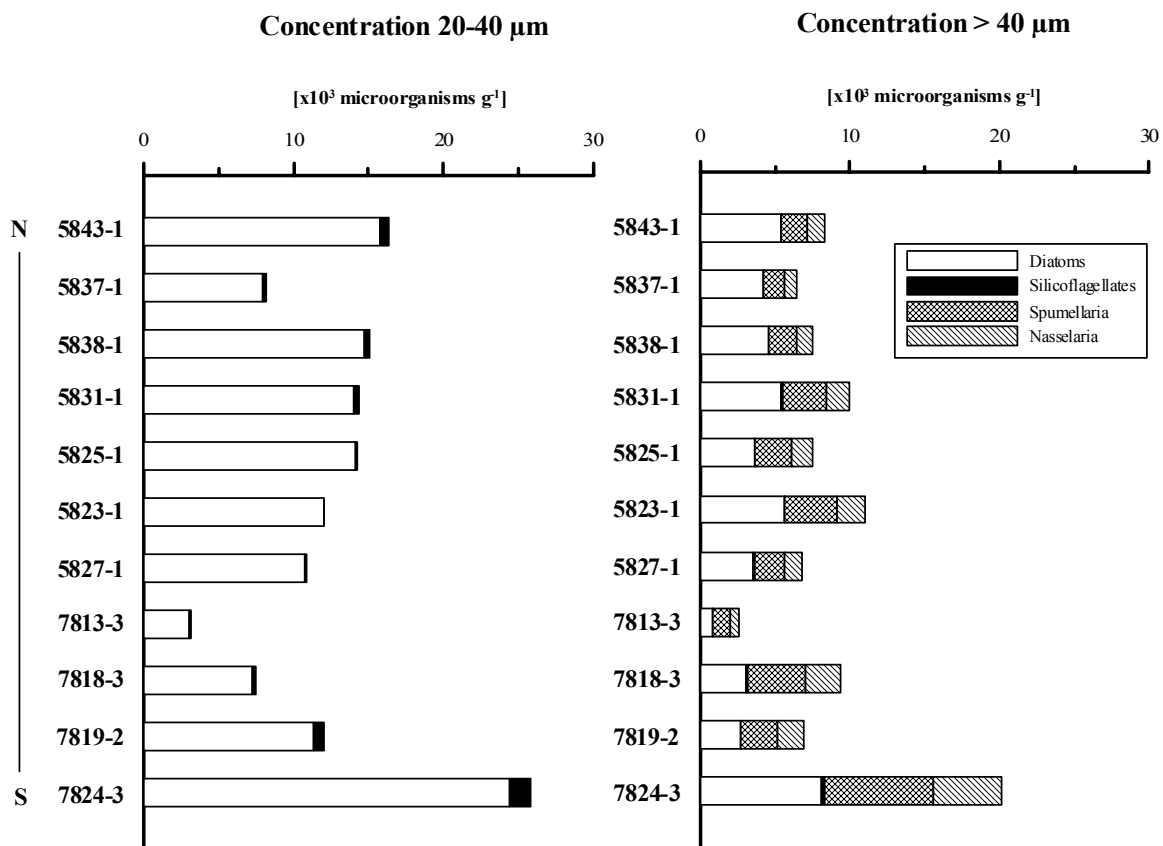 Concentration 20-40 µm
[x10³ microorganisms g⁻¹]
0 10 20 30
N
5843-1
5837-1
5838-1
5831-1
5825-1
5823-1
5827-1
7813-3
7818-3
7819-2
S
7824-3
Concentration > 40 µm
[x10³ microorganisms g⁻¹]
0 10 20 30
5843-1
5837-1
5838-1
5831-1
5825-1
5823-1
5827-1
7813-3
7818-3
7819-2
7824-3
Diatoms
Silicoflagellates
Spumellaria
Nasselaria